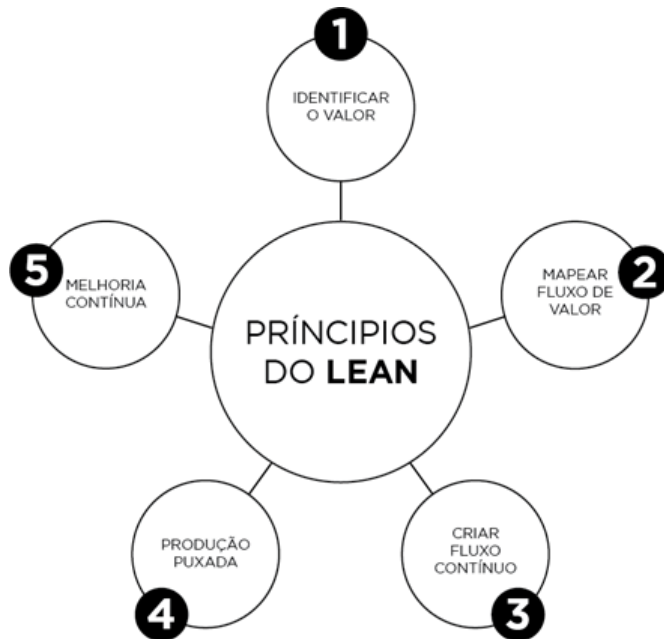 1
IDENTIFICAR
O VALOR
2
MAPEAR
FLUXO DE
VALOR
3
CRIAR
FLUXO
CONTÍNUO
4
PRODUÇÃO
PUXADA
5
MELHORIA
CONTÍNUA
PRÍNCIPIOS
DO LEAN